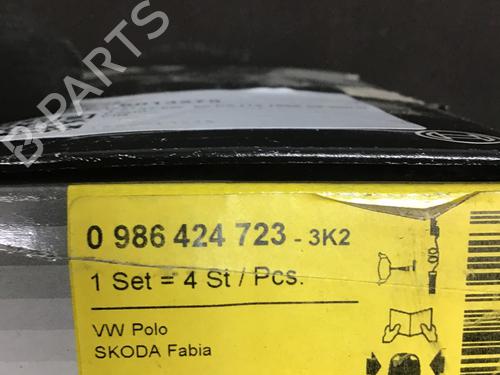 B-PARTS
0 986 424 723 - 3K2
1 Set = 4 St / Pcs.
VW Polo
SKODA Fabia